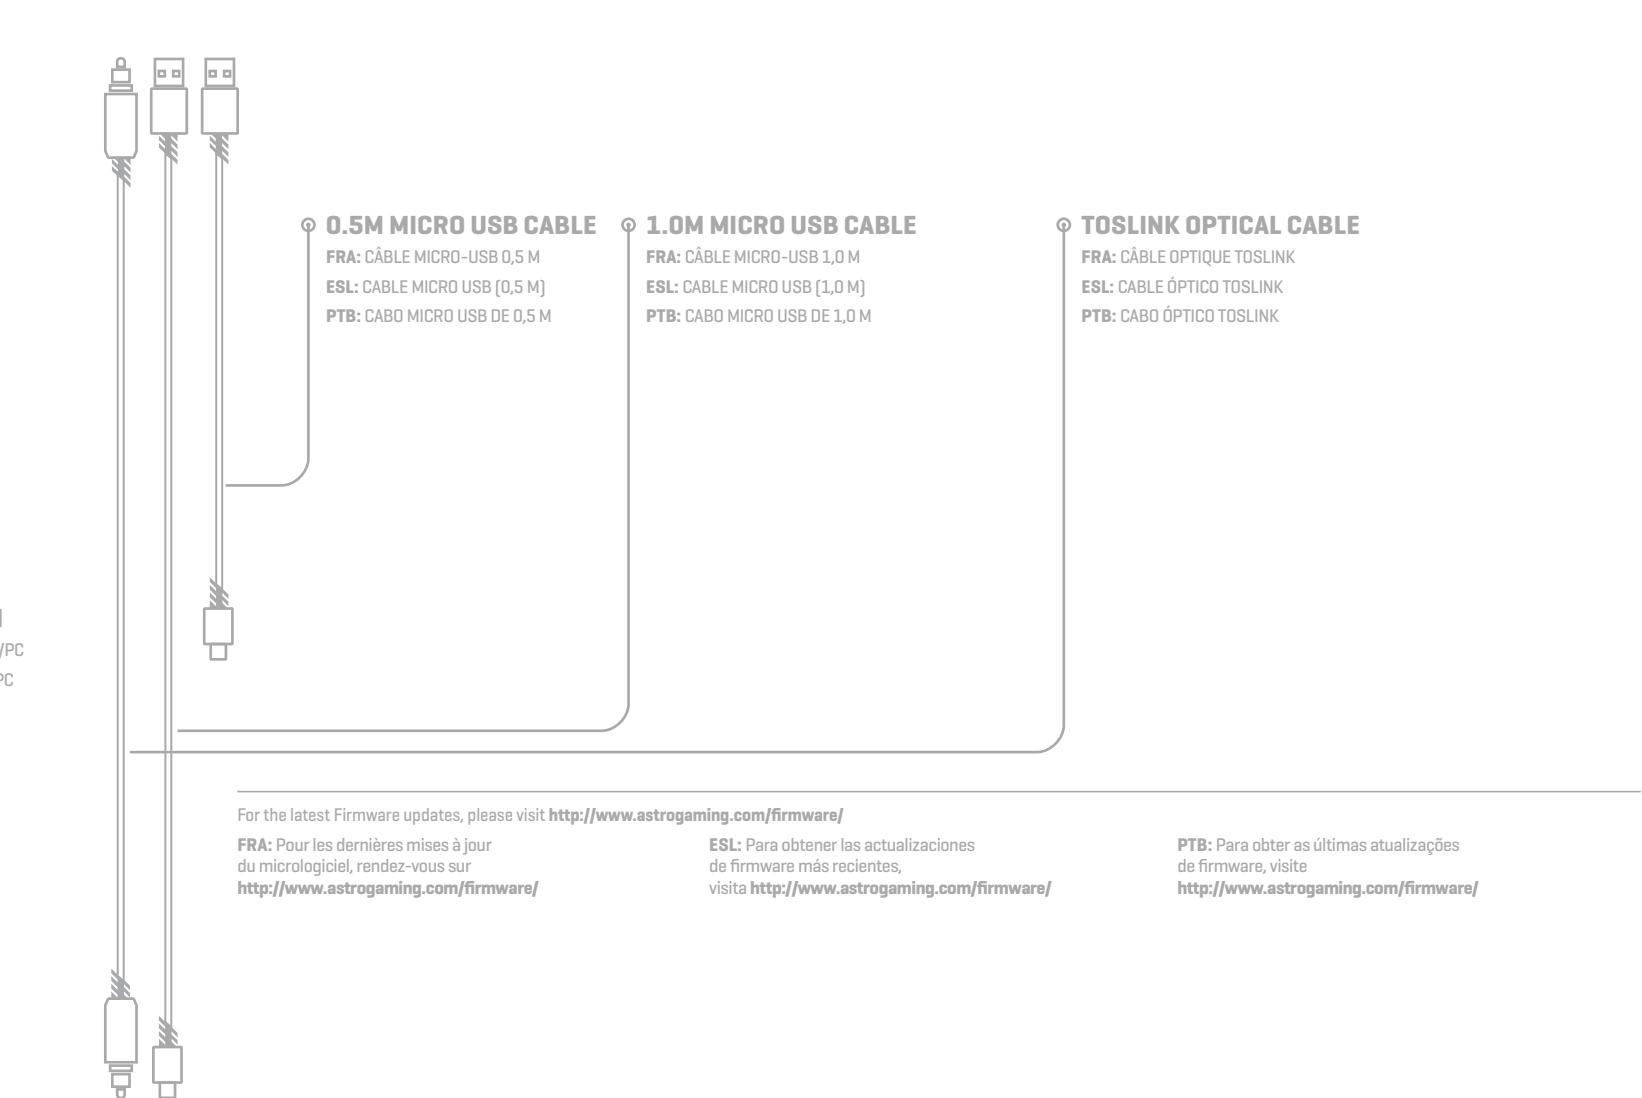 0.5M MICRO USB CABLE
FRA: CÂBLE MICRO-USB 0,5 M
ESL: CABLE MICRO USB (0,5 M)
PTB: CABO MICRO USB DE 0,5 M
1.0M MICRO USB CABLE
FRA: CÂBLE MICRO-USB 1,0 M
ESL: CABLE MICRO USB (1,0 M)
PTB: CABO MICRO USB DE 1,0 M
TOSLINK OPTICAL CABLE
FRA: CÂBLE OPTIQUE TOSLINK
ESL: CABLE ÓPTICO TOSLINK
PTB: CABO ÓPTICO TOSLINK
/PC
PC
For the latest Firmware updates, please visit http://www.astrogaming.com/firmware/
FRA: Pour les dernières mises à jour
du micrologiciel, rendez-vous sur
http://www.astrogaming.com/firmware/
ESL: Para obtener las actualizaciones
de firmware más recientes,
visita http://www.astrogaming.com/firmware/
PTB: Para obter as últimas atualizações
de firmware, visite
http://www.astrogaming.com/firmware/